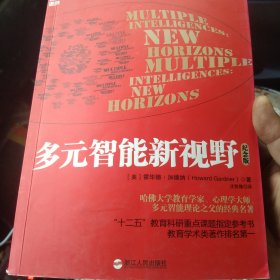 MULTIPLE
INTELLIGENCES:
NEW
HORIZONS
MULTIPLE
INTELLIGENCES:
NEW
HORIZONS
多元智能新视野
纪念版
［美］霍华德·加德纳（Howard Gardner）◎著
哈佛大学教育学家、心理学大师、
多元智能理论之父的经典名著
“十二五”教育科研重点课题指定参考书
教育学术类著作排名第一
浙江人民出版社